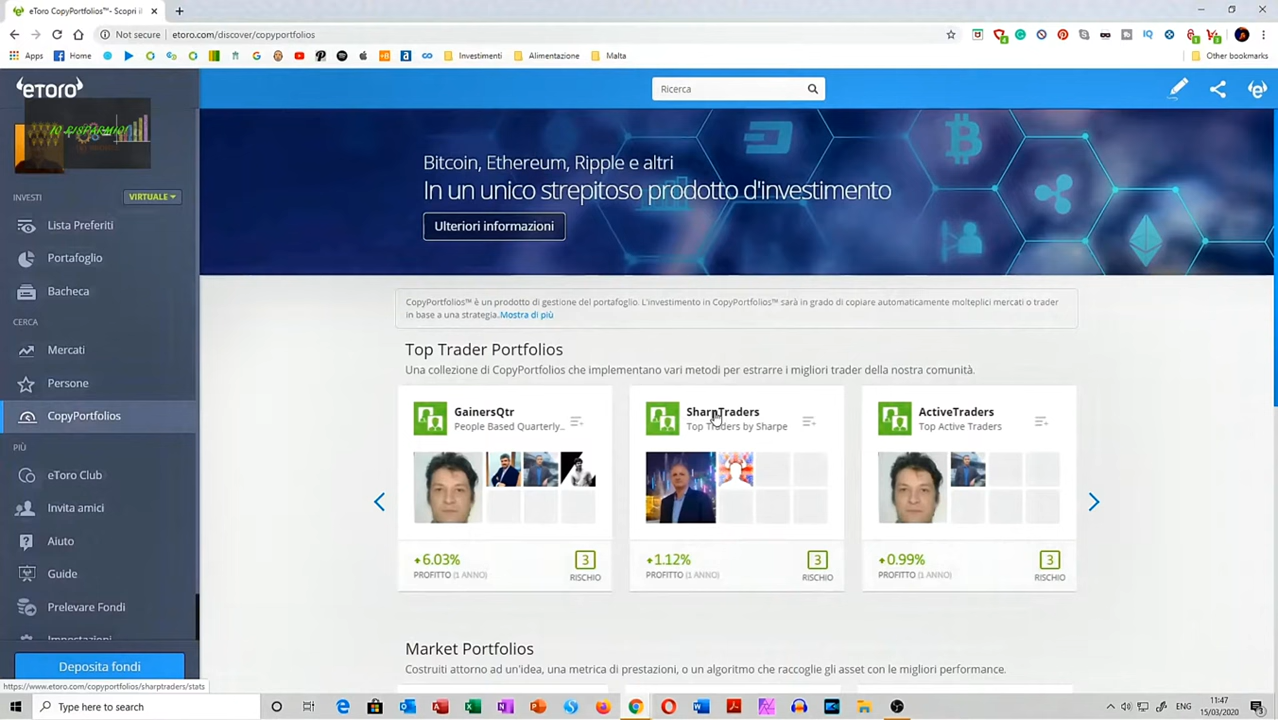 eToro CopyPortfolios™- Scopri il
Not secure
etoro.com/discover/copyportfolios
Apps
Home
Investimenti
Alimentazione
Malta
Other bookmarks
eTORO
IO RISPARMIO
INVESTI
VIRTUALE
Lista Preferiti
Portafoglio
Bacheca
CERCA
Mercati
Persone
CopyPortfolios
PIÙ
eToro Club
Invita amici
Aiuto
Guide
Prelevare Fondi
Impostazioni
Deposita fondi
https://www.etoro.com/copyportfolios/sharptraders/stats
Ricerca
Bitcoin, Ethereum, Ripple e altri
In un unico strepitoso prodotto d'investimento
Ulteriori informazioni
CopyPortfolios™ è un prodotto di gestione del portafoglio. L'investimento in CopyPortfolios™ sarà in grado di copiare automaticamente molteplici mercati o trader
in base a una strategia.Mostra di più
Top Trader Portfolios
Una collezione di CopyPortfolios che implementano vari metodi per estrarre i migliori trader della nostra comunità.
GainersQtr
People Based Quarterly..
6.03%
PROFITTO (1 ANNO)
3
RISCHIO
SharpTraders
Top Traders by Sharpe
1.12%
PROFITTO (1 ANNO)
3
RISCHIO
ActiveTraders
Top Active Traders
0.99%
PROFITTO (1 ANNO)
3
RISCHIO
Market Portfolios
Costruiti attorno ad un'idea, una metrica di prestazioni, o un algoritmo che raccoglie gli asset con le migliori performance.
Type here to search
ENG
11:47
15/03/2020